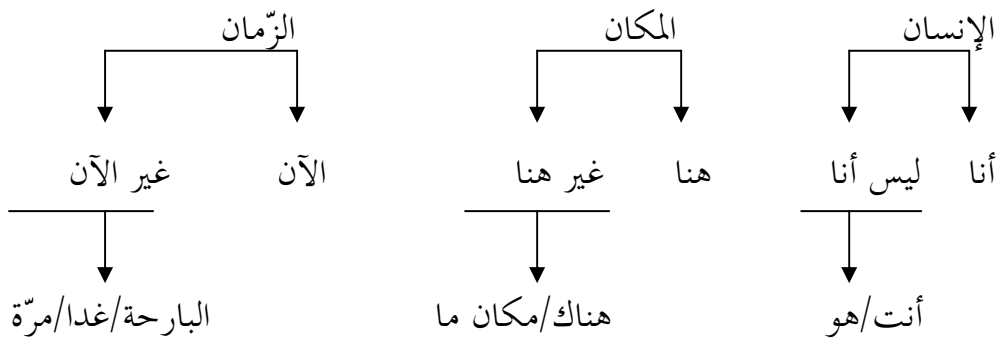 الإنسان المكان الزّمان
أنا ليس أنا هنا غير هنا الآن غير الآن
أنت/هو هناك/مكان ما البارحة/غدا/مرّة